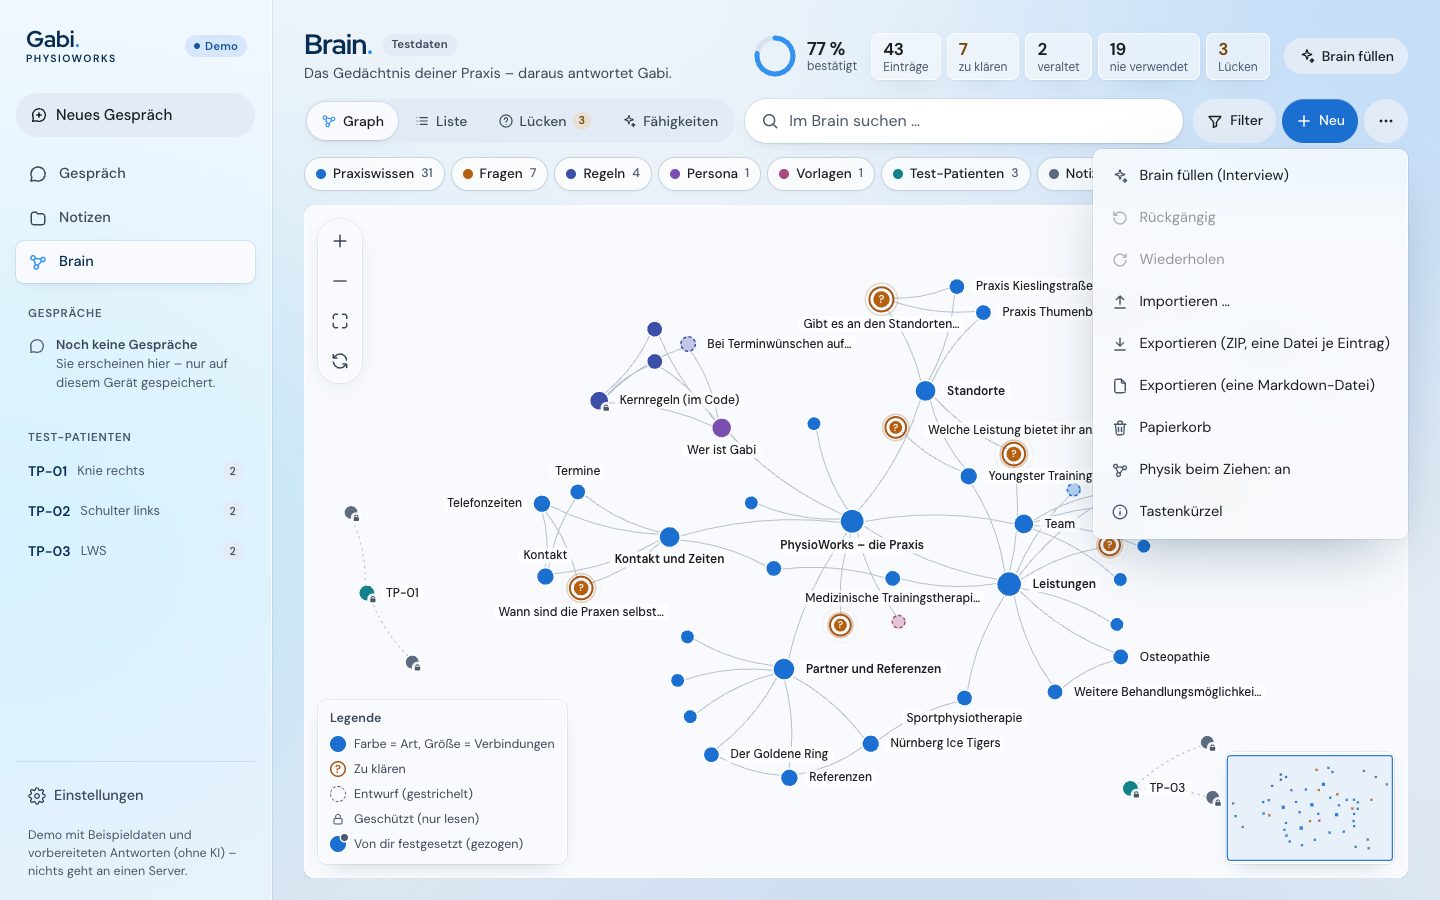 Gabi.
PHYSIOWORKS
Demo
Neues Gespräch
Gespräch
Notizen
Brain
GESPRÄCHE
Noch keine Gespräche
Sie erscheinen hier – nur auf
diesem Gerät gespeichert.
TEST-PATIENTEN
TP-01 Knie rechts 2
TP-02 Schulter links 2
TP-03 LWS 2
Einstellungen
Demo mit Beispieldaten und
vorbereiteten Antworten (ohne KI) –
nichts geht an einen Server.
Brain. Testdaten
Das Gedächtnis deiner Praxis – daraus antwortet Gabi.
77 % bestätigt
43 Einträge
7 zu klären
2 veraltet
19 nie verwendet
3 Lücken
Brain füllen
Graph
Liste
Lücken 3
Fähigkeiten
Im Brain suchen ...
Filter
Neu
Praxiswissen 31
Fragen 7
Regeln 4
Persona 1
Vorlagen 1
Test-Patienten 3
Noti
Brain füllen (Interview)
Rückgängig
Wiederholen
Importieren ...
Exportieren (ZIP, eine Datei je Eintrag)
Exportieren (eine Markdown-Datei)
Papierkorb
Physik beim Ziehen: an
Tastenkürzel
Praxis Kieslingstraße
Praxis Thumenb
Gibt es an den Standorten...
Bei Terminwünschen auf...
Standorte
Kernregeln (im Code)
Welche Leistung bietet ihr an
Wer ist Gabi
Termine
Youngster Training
Telefonzeiten
Team
PhysioWorks – die Praxis
Kontakt
Kontakt und Zeiten
Leistungen
TP-01
Medizinische Trainingstherapi...
Wann sind die Praxen selbst...
Osteopathie
Partner und Referenzen
Weitere Behandlungsmöglichkei...
Sportphysiotherapie
Nürnberg Ice Tigers
Der Goldene Ring
Referenzen
TP-03
Legende
Farbe = Art, Größe = Verbindungen
? Zu klären
Entwurf (gestrichelt)
Geschützt (nur lesen)
Von dir festgesetzt (gezogen)